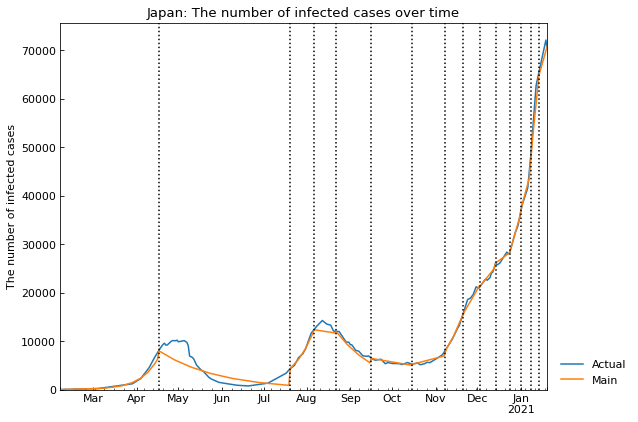 Japan: The number of infected cases over time
The number of infected cases
70000
60000
50000
40000
30000
20000
10000
0
Mar Apr May Jun Jul Aug Sep Oct Nov Dec Jan
2021
Actual
Main